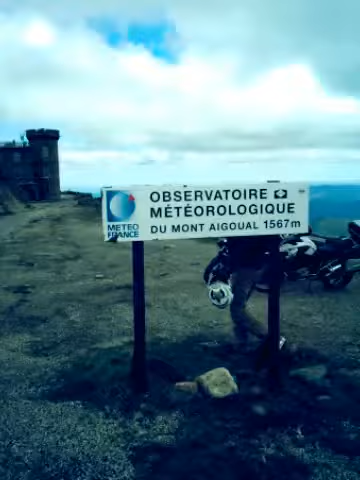 OBSERVATOIRE
MÉTÉOROLOGIQUE
DU MONT AIGOUAL 1567m
METEO
FRANCE